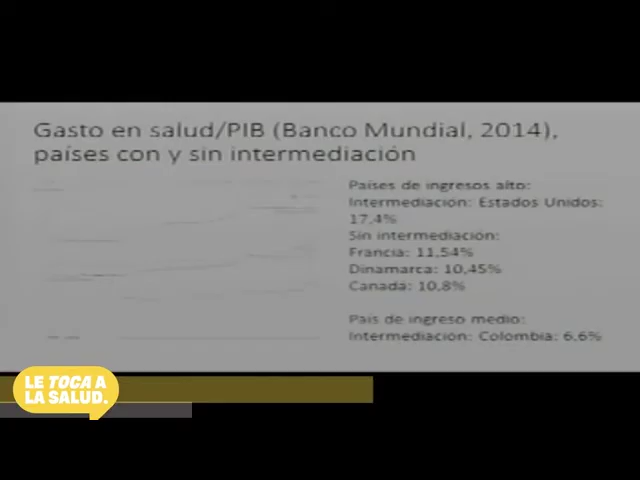 Gasto en salud/PIB (Banco Mundial, 2014),
países con y sin intermediación
Países de ingresos alto:
Intermediación: Estados Unidos:
17,4%
Sin intermediación:
Francia: 11,54%
Dinamarca: 10,45%
Canada: 10,8%
País de ingreso medio:
Intermediación: Colombia: 6,6%
LE TOCA A
LA SALUD.